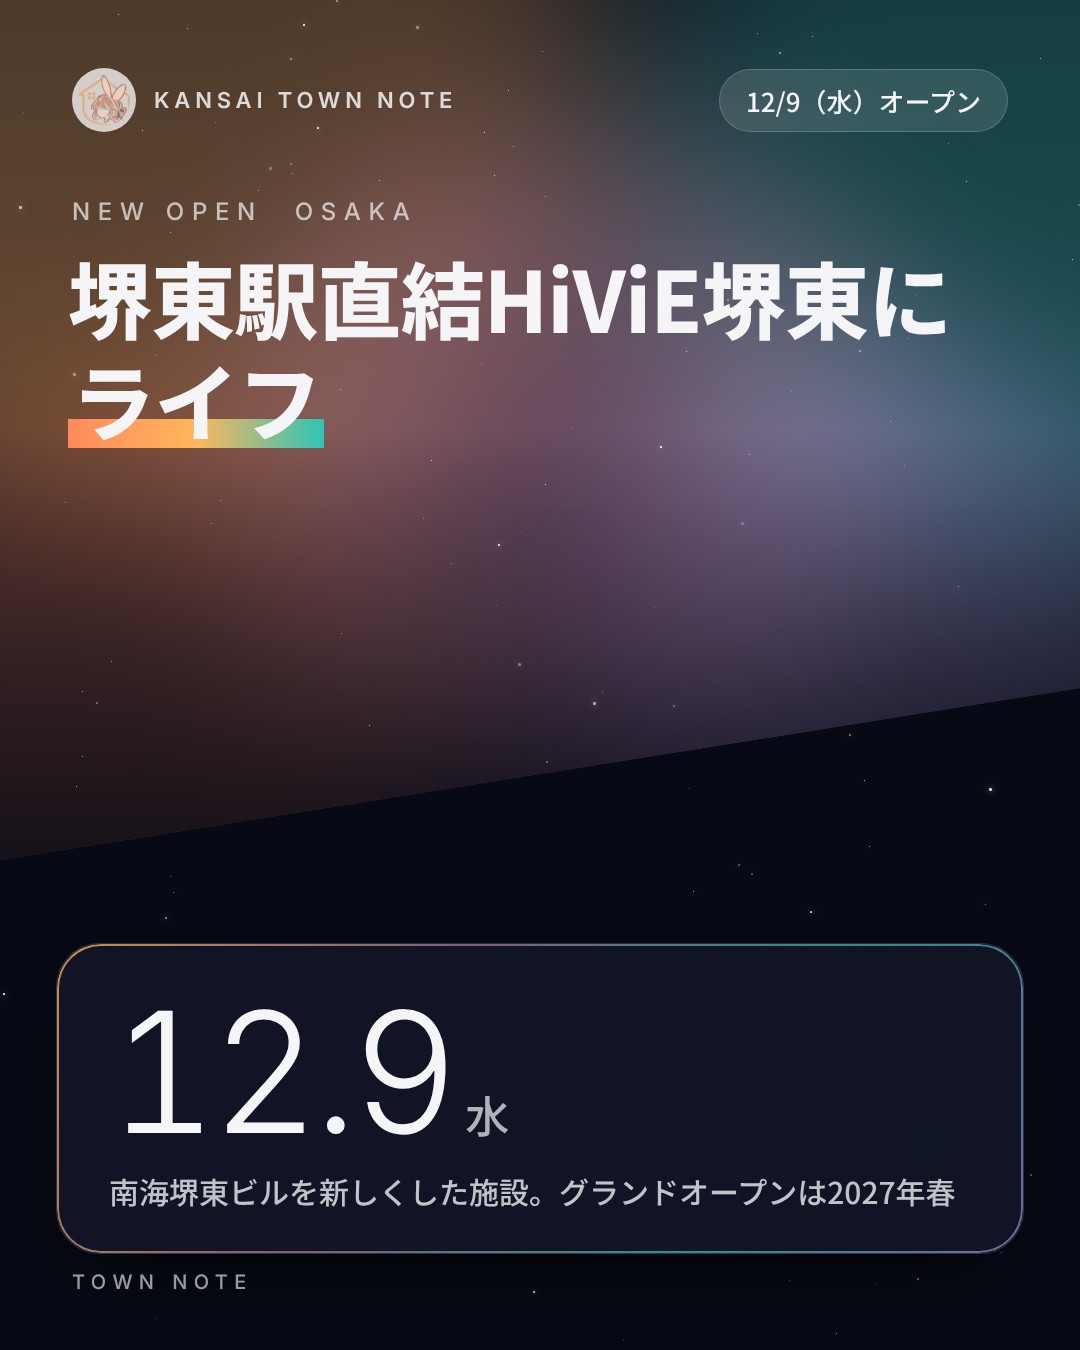 KANSAI TOWN NOTE
12/9（水）オープン
NEW OPEN OSAKA
堺東駅直結HiViE堺東に
ライフ
12.9 水
南海堺東ビルを新しくした施設。グランドオープンは2027年春
TOWN NOTE